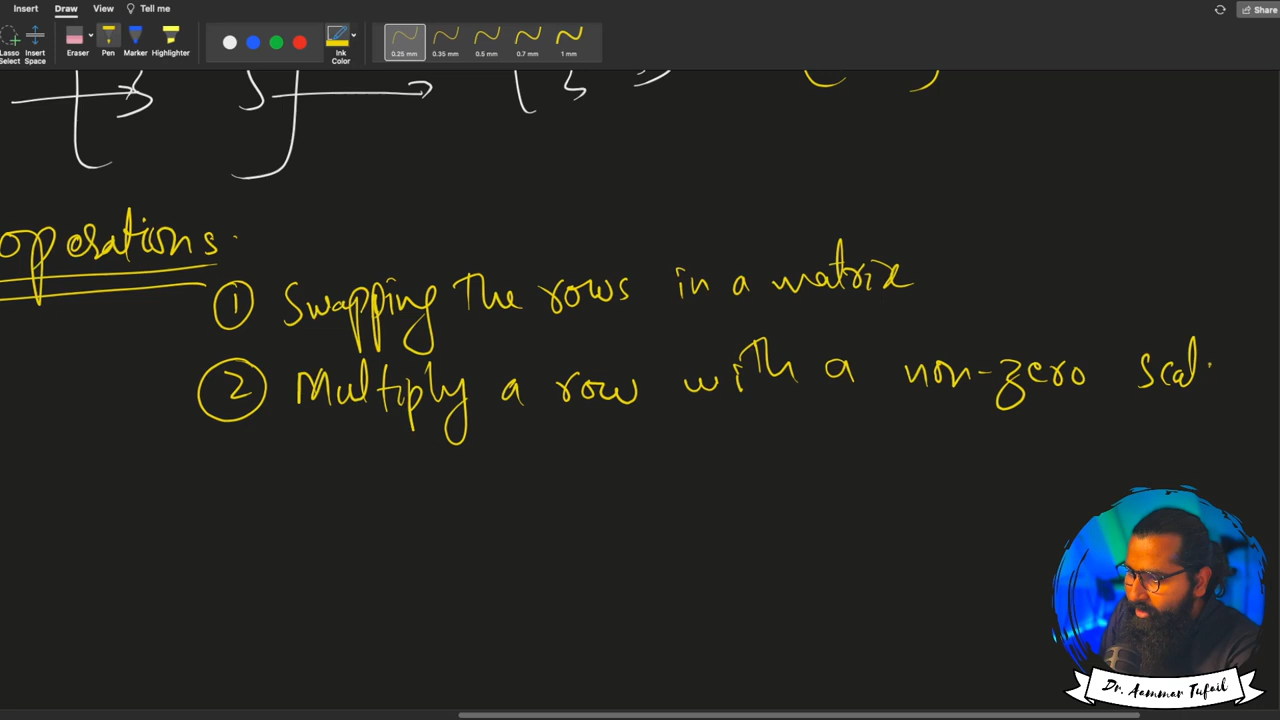 Insert Draw View Tell me Share
Lasso Select Insert Space Eraser Pen Marker Highlighter Ink Color 0.25 mm 0.35 mm 0.5 mm 0.7 mm 1 mm
operations.
1 Swapping the rows in a matrix
2 Multiply a row with a non-zero scal.
Dr. Aammar Tufail